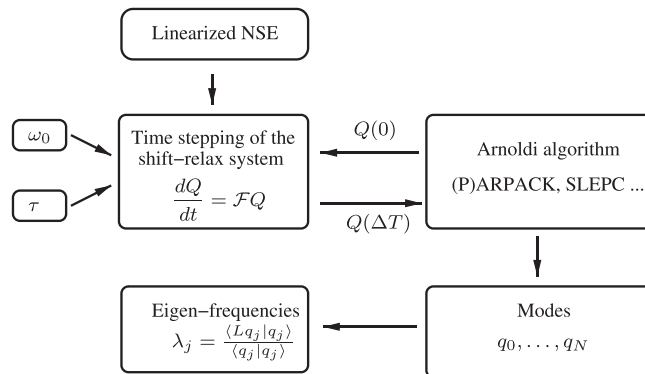 Linearized NSE
ω₀
τ
Time stepping of the
shift−relax system
dQ/dt = ℱQ
Q(0)
Q(ΔT)
Arnoldi algorithm
(P)ARPACK, SLEPC ...
Modes
q₀, . . . , q_N
Eigen−frequencies
λⱼ = ⟨Lqⱼ|qⱼ⟩/⟨qⱼ|qⱼ⟩